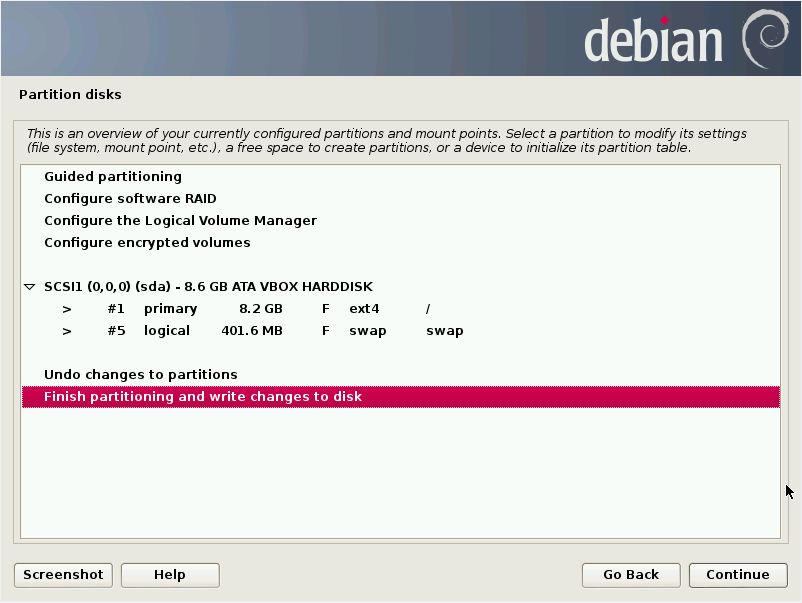 debian
Partition disks
This is an overview of your currently configured partitions and mount points. Select a partition to modify its settings
(file system, mount point, etc.), a free space to create partitions, or a device to initialize its partition table.
Guided partitioning
Configure software RAID
Configure the Logical Volume Manager
Configure encrypted volumes
SCSI1 (0,0,0) (sda) - 8.6 GB ATA VBOX HARDDISK
> #1 primary 8.2 GB F ext4 /
> #5 logical 401.6 MB F swap swap
Undo changes to partitions
Finish partitioning and write changes to disk
Screenshot Help Go Back Continue